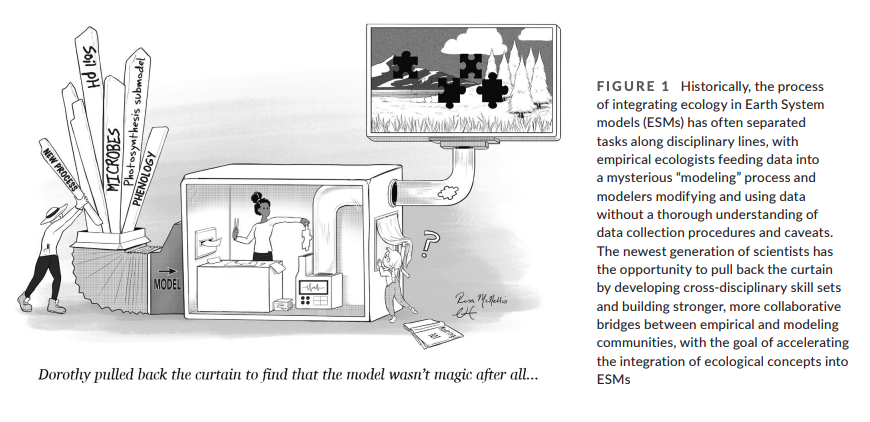 Soil pH
MICROBES
Photosynthesis submodel
PHENOLOGY
NEW PROCESS
MODEL
?
Dorothy pulled back the curtain to find that the model wasn't magic after all...
FIGURE 1 Historically, the process
of integrating ecology in Earth System
models (ESMs) has often separated
tasks along disciplinary lines, with
empirical ecologists feeding data into
a mysterious “modeling” process and
modelers modifying and using data
without a thorough understanding of
data collection procedures and caveats.
The newest generation of scientists has
the opportunity to pull back the curtain
by developing cross-disciplinary skill sets
and building stronger, more collaborative
bridges between empirical and modeling
communities, with the goal of accelerating
the integration of ecological concepts into
ESMs